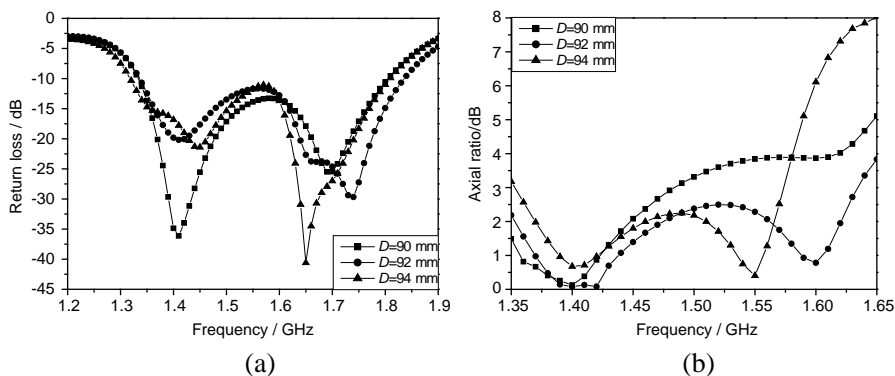 0
-5
-10
-15
-20
-25
-30
-35
-40
-45
Return loss / dB
1.2 1.3 1.4 1.5 1.6 1.7 1.8 1.9
Frequency / GHz
D=90 mm
D=92 mm
D=94 mm
(a)
8
7
6
5
4
3
2
1
0
Axial ratio/dB
1.35 1.40 1.45 1.50 1.55 1.60 1.65
Frequency / GHz
D=90 mm
D=92 mm
D=94 mm
(b)